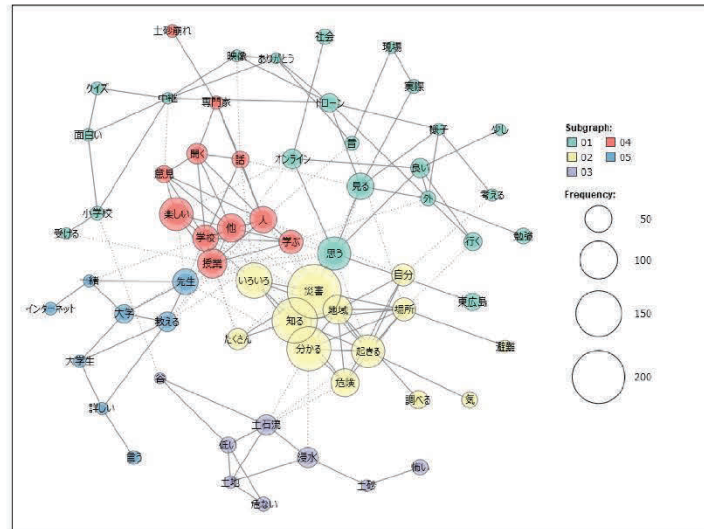 土砂崩れ
社会
映像
ありがとう
現場
クイズ
中継
専門家
ドローン
実際
面白い
聞く
話
オンライン
昔
様子
少し
意見
良い
見る
外
考える
小学校
楽しい
受ける
学校
他
人
学ぶ
行く
勉強
授業
思う
先生
いろいろ
災害
自分
東広島
インターネット
大学
教える
知る
地域
場所
たくさん
分かる
起きる
避難
大学生
危険
谷
調べる
気
詳しい
土石流
低い
言う
浸水
土地
土砂
怖い
危ない
Subgraph:
01 04
02 05
03
Frequency:
50
100
150
200